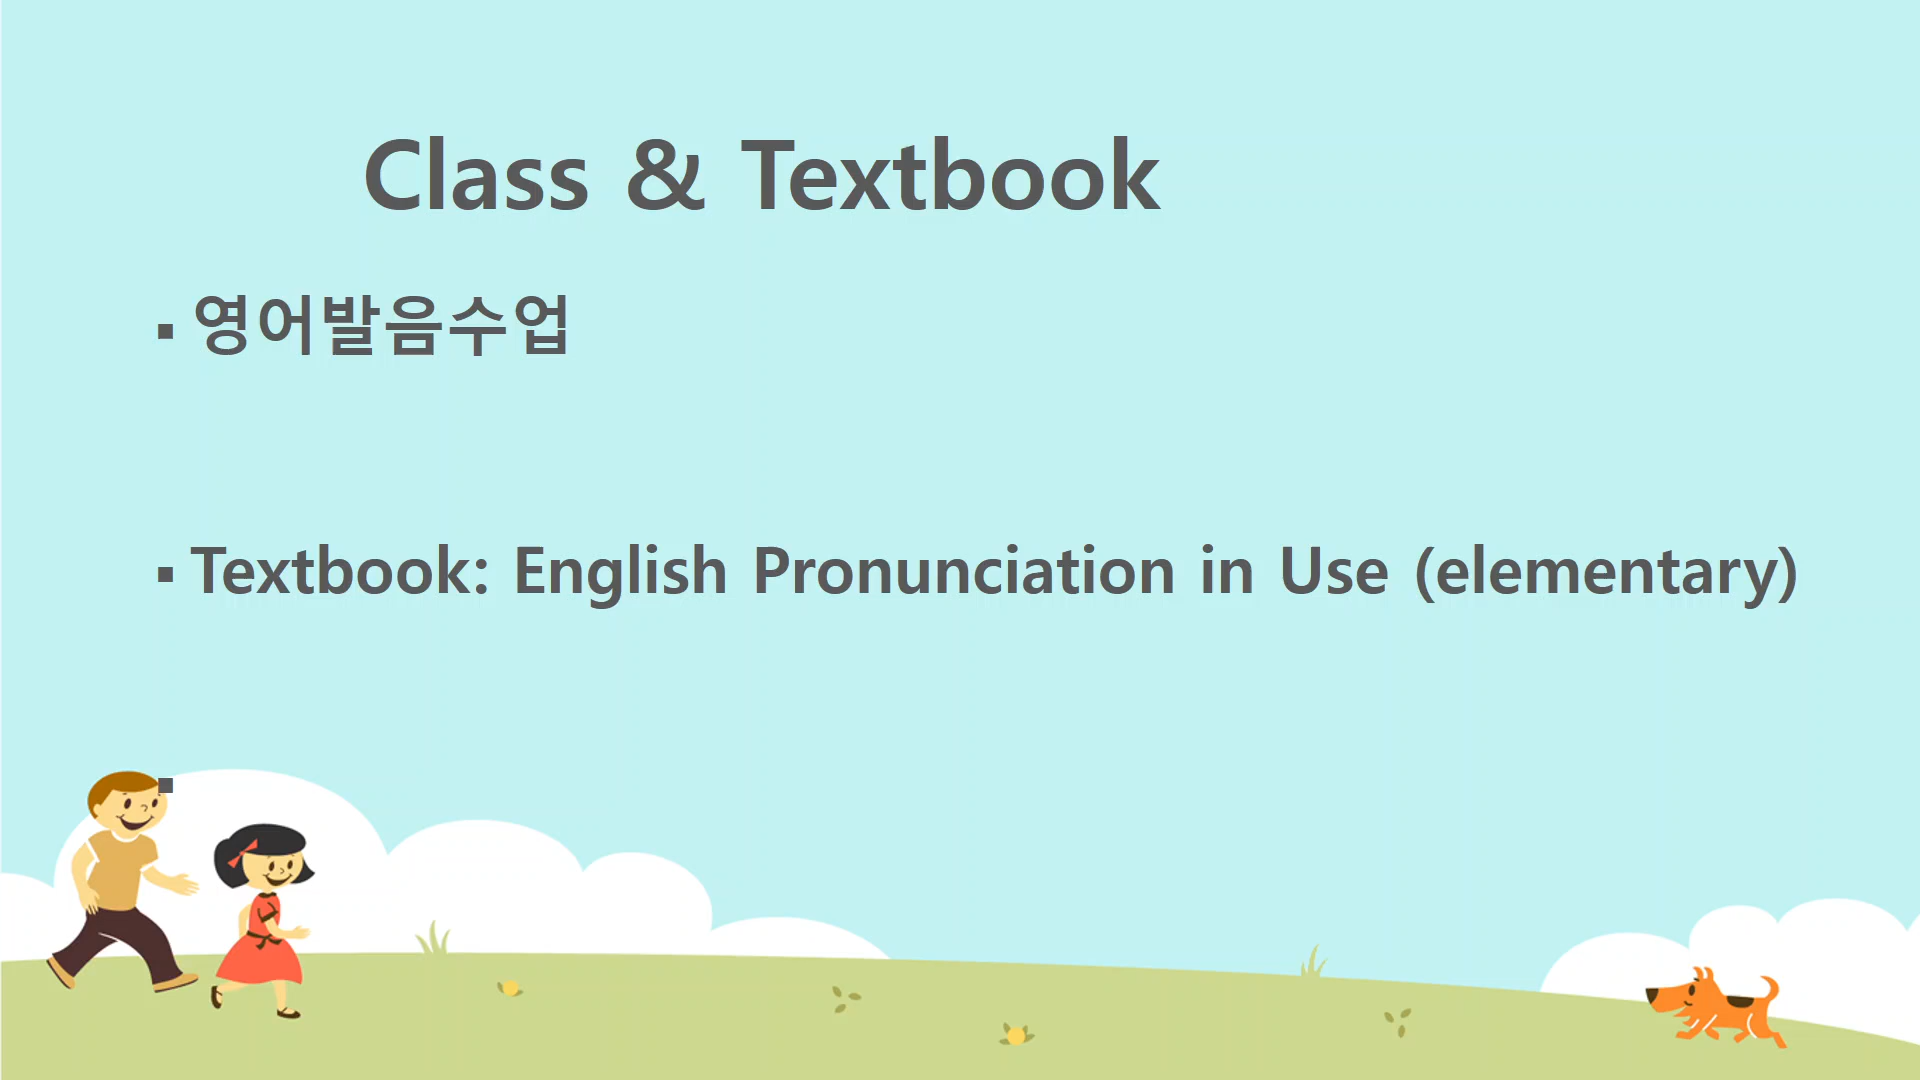 Class & Textbook
▪ 영어발음수업
▪ Textbook: English Pronunciation in Use (elementary)
▪